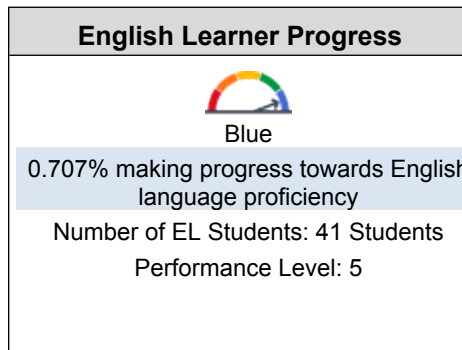 English Learner Progress
Blue
0.707% making progress towards English
language proficiency
Number of EL Students: 41 Students
Performance Level: 5